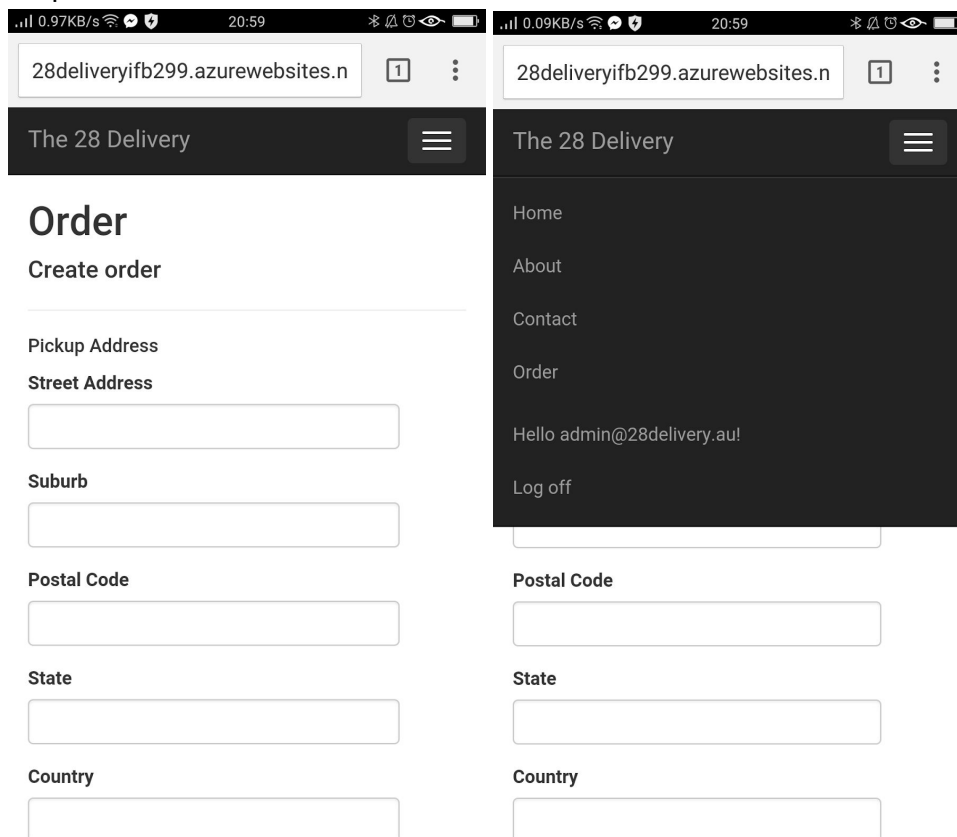 .ııl 0.97KB/s 20:59
28deliveryifb299.azurewebsites.n 1
The 28 Delivery
Order
Create order
Pickup Address
Street Address
Suburb
Postal Code
State
Country
.ııl 0.09KB/s 20:59
28deliveryifb299.azurewebsites.n 1
The 28 Delivery
Home
About
Contact
Order
Hello admin@28delivery.au!
Log off
Postal Code
State
Country